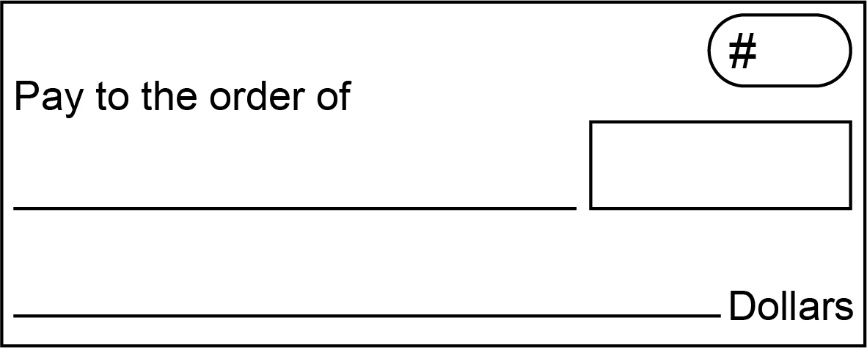 #
Pay to the order of
Dollars